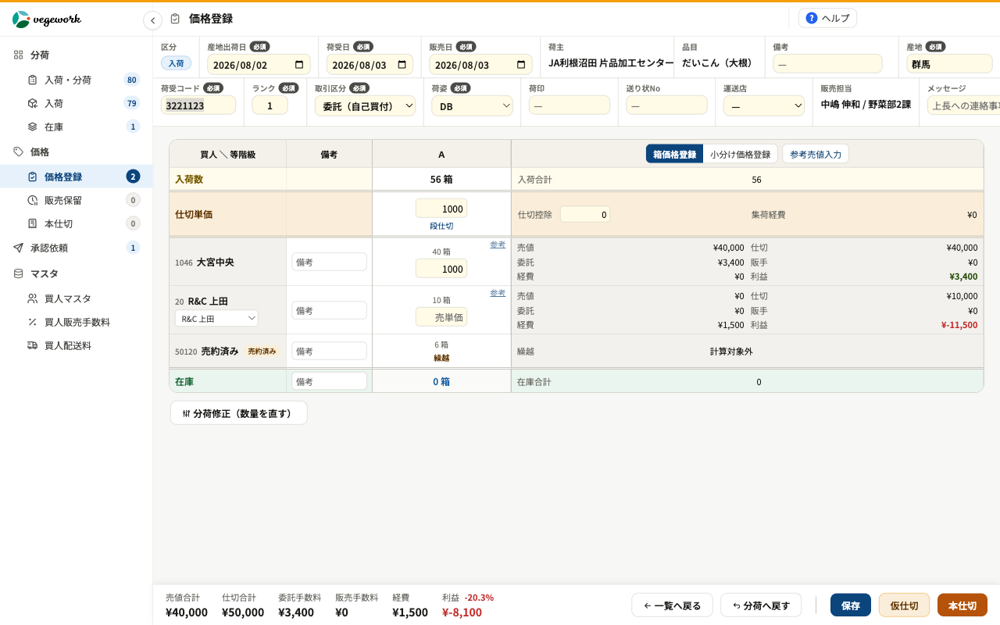 vegework
価格登録
ヘルプ
分荷
入荷・分荷 80
入荷 79
在庫 1
価格
価格登録 2
販売保留 0
本仕切 0
承認依頼 1
マスタ
買人マスタ
買人販売手数料
買人配送料
区分 産地出荷日 必須 荷受日 必須 販売日 必須 荷主 品目 備考 産地 必須
入荷 2026/08/02 2026/08/03 2026/08/03 JA利根沼田 片品加工センター だいこん（大根） — 群馬
荷受コード 必須 ランク 必須 取引区分 必須 荷姿 必須 荷印 送り状No 運送店 販売担当 メッセージ
3221123 1 委託（自己買付） DB — — — 中嶋 伸和 / 野菜部2課 上長への連絡事
買人 ＼ 等階級 備考 A 箱価格登録 小分け価格登録 参考売値入力
入荷数 56 箱 入荷合計 56
仕切単価 1000 段仕切 仕切控除 0 集荷経費 ¥0
1046 大宮中央 備考 40 箱 1000 参考
売値 ¥40,000 仕切 ¥40,000
委託 ¥3,400 販手 ¥0
経費 ¥0 利益 ¥3,400
20 R&C 上田 R&C 上田 備考 10 箱 売単価 参考
売値 ¥0 仕切 ¥10,000
委託 ¥0 販手 ¥0
経費 ¥1,500 利益 ¥-11,500
50120 売約済み 売約済み 備考 6 箱 繰越 繰越 計算対象外
在庫 備考 0 箱 在庫合計 0
分荷修正（数量を直す）
売値合計 仕切合計 委託手数料 販売手数料 経費 利益 -20.3%
¥40,000 ¥50,000 ¥3,400 ¥0 ¥1,500 ¥-8,100
← 一覧へ戻る 分荷へ戻す 保存 仮仕切 本仕切